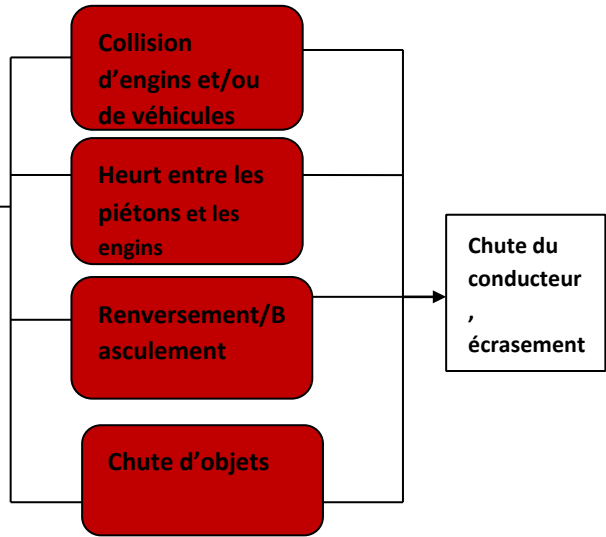 Collision
d’engins et/ou
de véhicules
Heurt entre les
piétons et les
engins
Renversement/B
asculement
Chute d’objets
Chute du
conducteur
,
écrasement